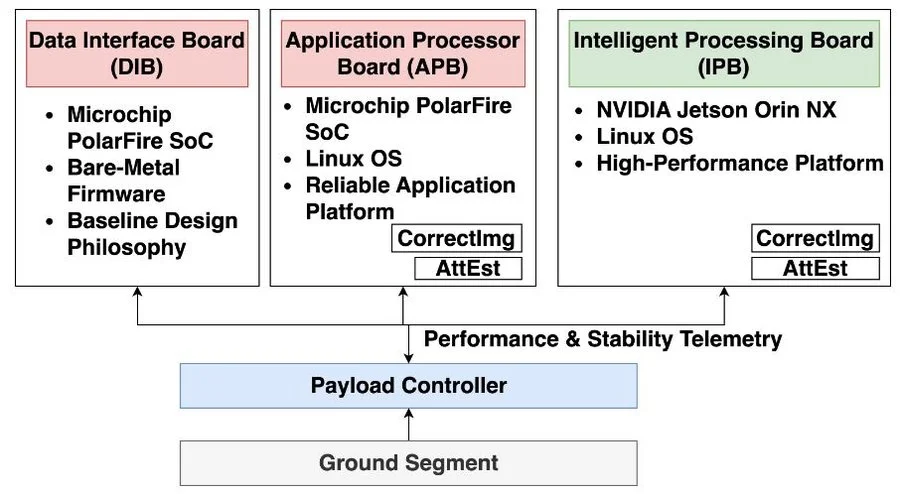 Data Interface Board
(DIB)
• Microchip
PolarFire SoC
• Bare-Metal
Firmware
• Baseline Design
Philosophy
Application Processor
Board (APB)
• Microchip PolarFire
SoC
• Linux OS
• Reliable Application
Platform
CorrectImg
AttEst
Intelligent Processing Board
(IPB)
• NVIDIA Jetson Orin NX
• Linux OS
• High-Performance Platform
CorrectImg
AttEst
Performance & Stability Telemetry
Payload Controller
Ground Segment